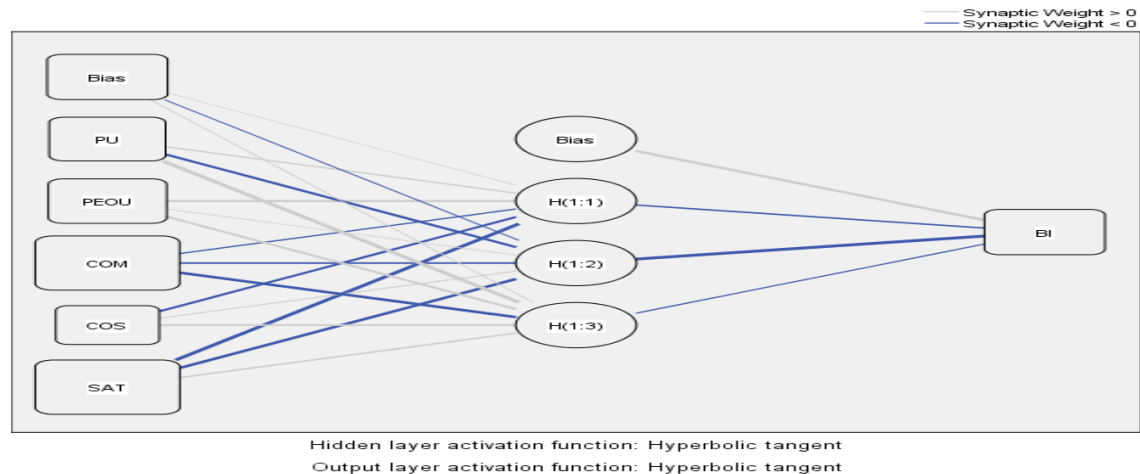 Synaptic Weight > 0
Synaptic Weight < 0
Bias
PU
PEOU
COM
COS
SAT
Bias
H(1:1)
H(1:2)
H(1:3)
BI
Hidden layer activation function: Hyperbolic tangent
Output layer activation function: Hyperbolic tangent